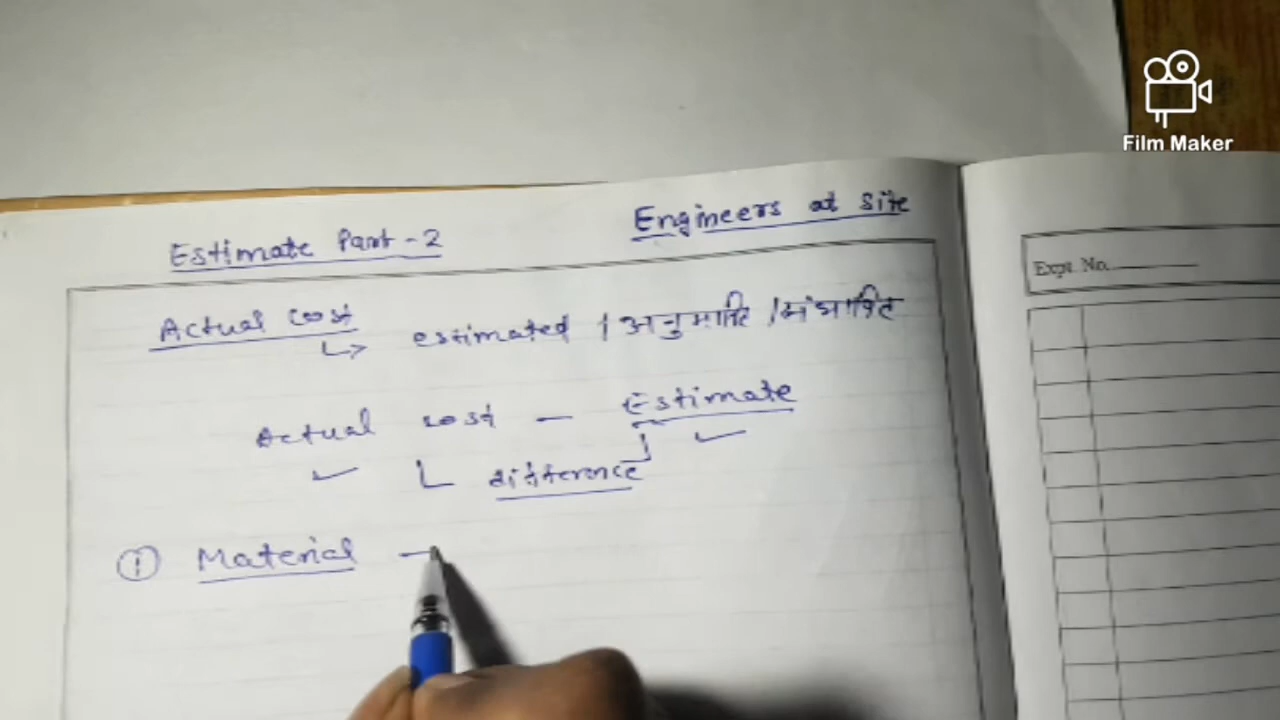 Film Maker
Engineers at site
Estimate Part-2
Expt. No.
Actual cost
↳ estimated / अनुमानित / संभावित
Actual cost — Estimate
✓ difference ✓
① Material —